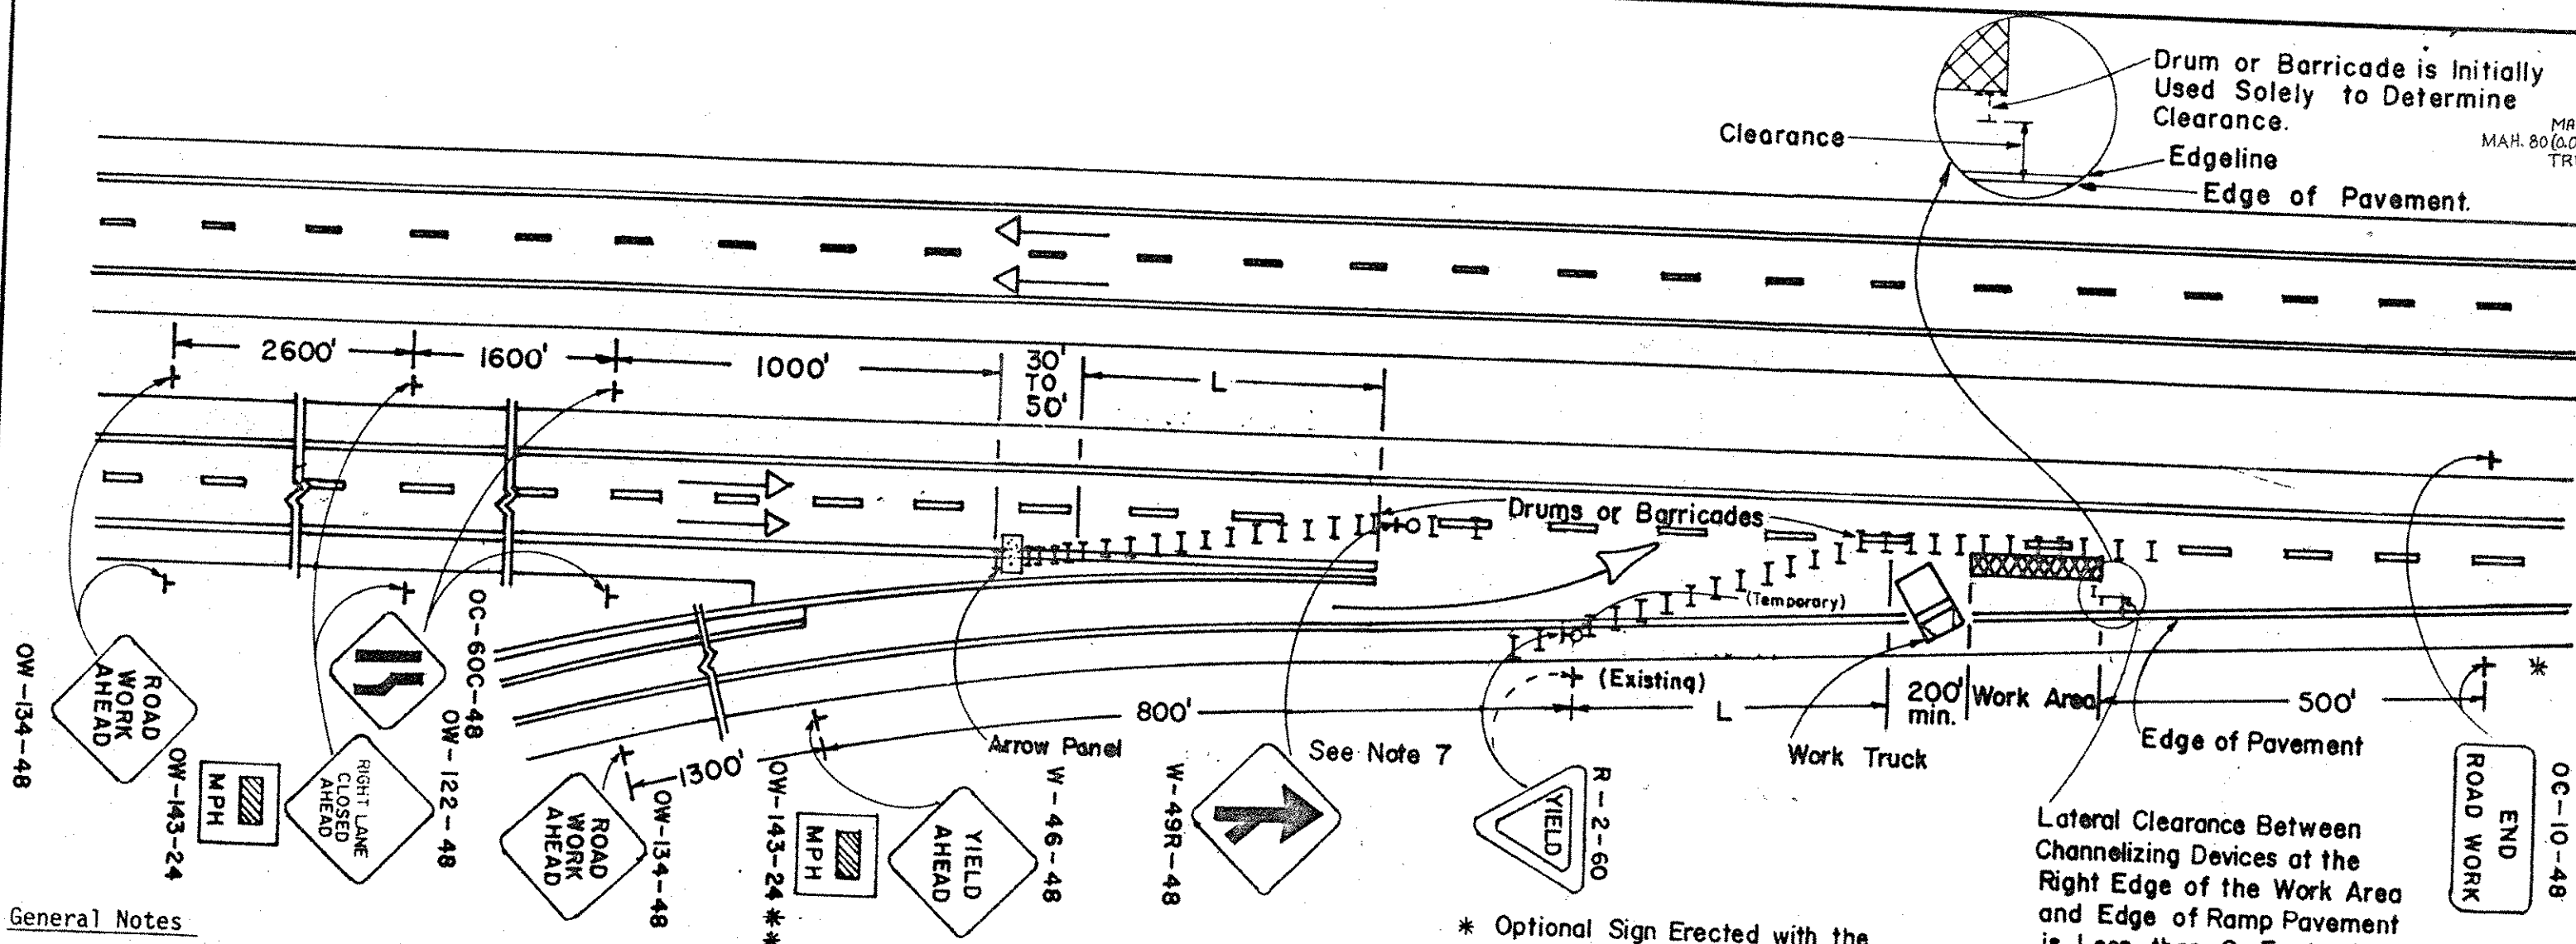 Drum or Barricade is Initially
Used Solely to Determine
Clearance.
Clearance
Edgeline
Edge of Pavement.
MAH. 80
2600'
1600'
1000'
30'
TO
50'
L
Drums or Barricades
(Temporary)
(Existing)
800'
1300'
L
200'
min.
Work Area
500'
Arrow Panel
See Note 7
Work Truck
Edge of Pavement
OW-134-48
ROAD
WORK
AHEAD
OW-143-24
MPH
RIGHT LANE
CLOSED
AHEAD
OC-60C-48
OW-122-48
ROAD
WORK
AHEAD
OW-134-48
OW-143-24**
MPH
YIELD
AHEAD
W-46-48
W-49R-48
YIELD
R-2-60
END
ROAD WORK
OC-10-48
*
Lateral Clearance Between
Channelizing Devices at the
Right Edge of the Work Area
and Edge of Ramp Pavement
is Less than
General Notes
* Optional Sign Erected with the